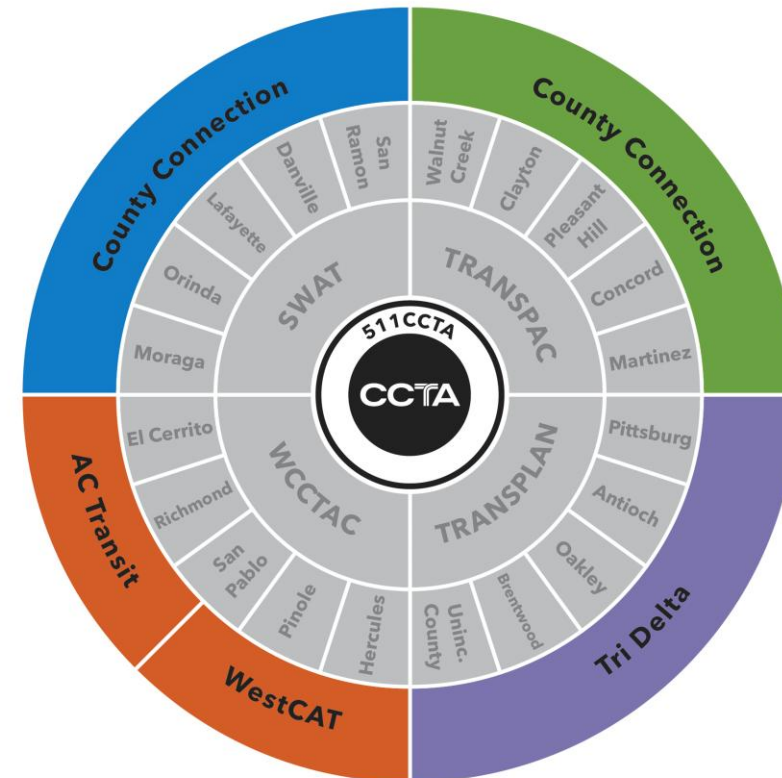 County Connection
County Connection
San
Ramon
Danville
Lafayette
Orinda
Moraga
Walnut
Creek
Clayton
Pleasant
Hill
Concord
Martinez
SWAT
TRANSPAC
511CCTA
CCTA
WCCTAC
TRANSPLAN
El Cerrito
Richmond
San
Pablo
Pinole
Hercules
Pittsburg
Antioch
Oakley
Brentwood
Uninc.
County
AC Transit
WestCAT
Tri Delta